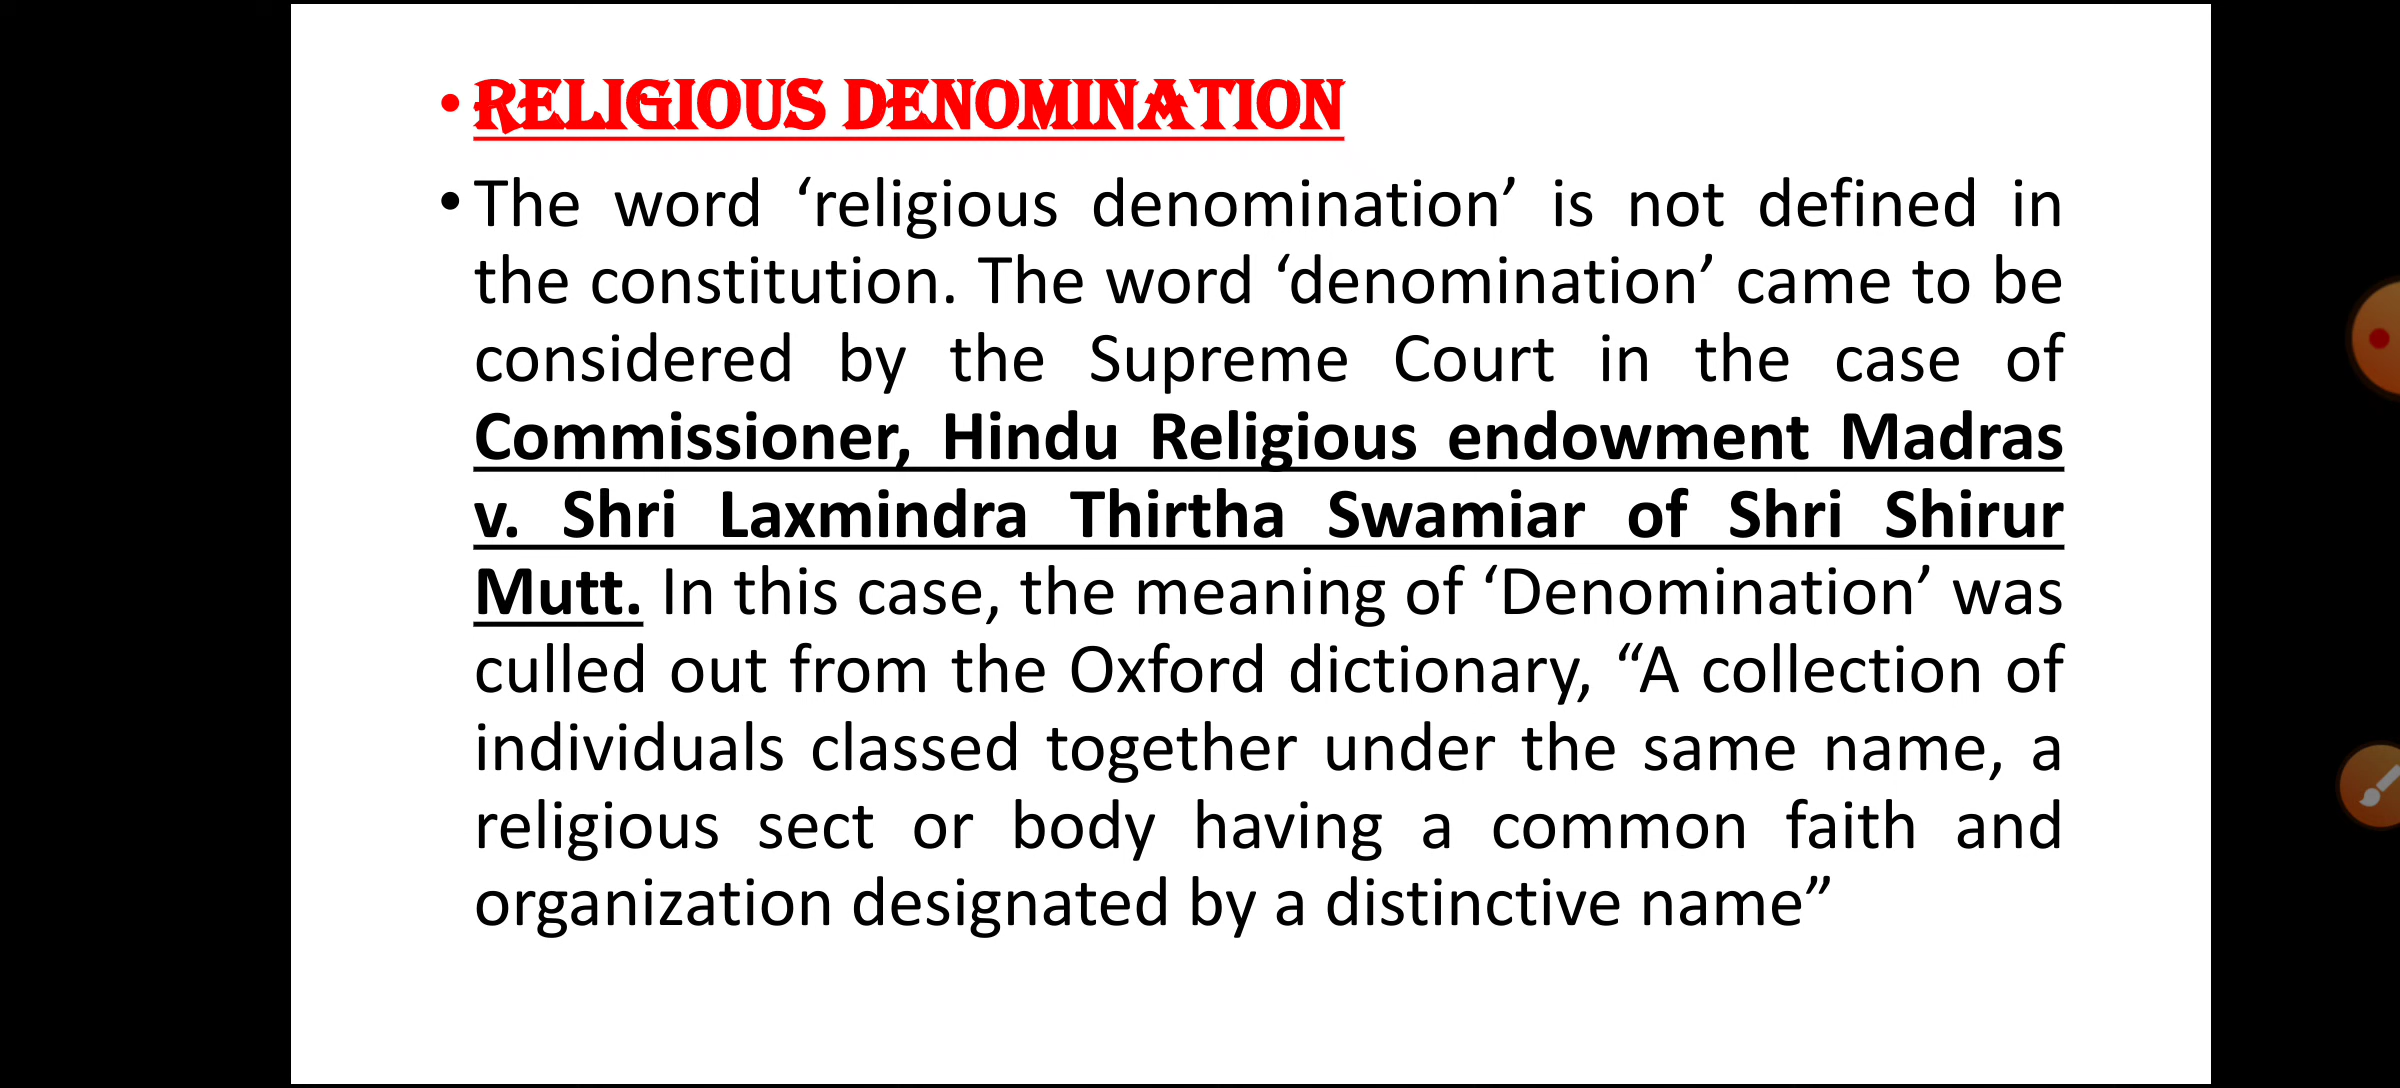 • RELIGIOUS DENOMINATION
• The word ‘religious denomination’ is not defined in
the constitution. The word ‘denomination’ came to be
considered by the Supreme Court in the case of
Commissioner, Hindu Religious endowment Madras
v. Shri Laxmindra Thirtha Swamiar of Shri Shirur
Mutt. In this case, the meaning of ‘Denomination’ was
culled out from the Oxford dictionary, “A collection of
individuals classed together under the same name, a
religious sect or body having a common faith and
organization designated by a distinctive name”